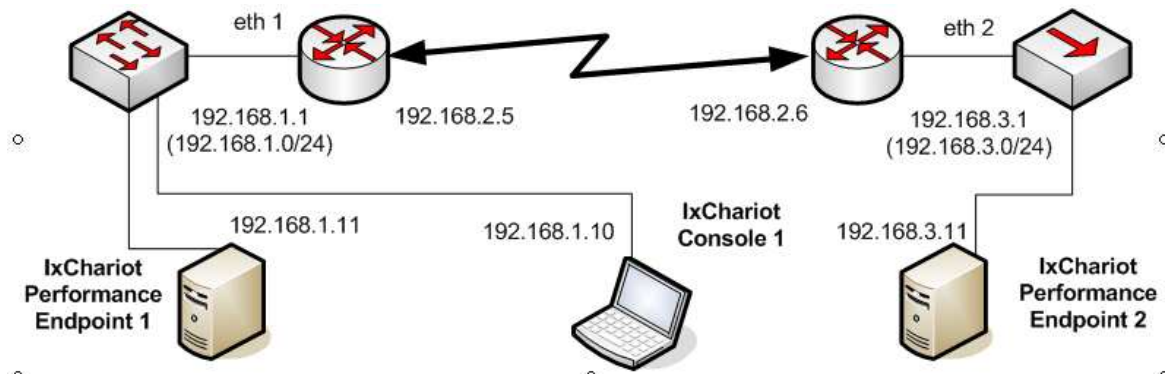 eth 1
eth 2
192.168.1.1
(192.168.1.0/24)
192.168.2.5
192.168.2.6
192.168.3.1
(192.168.3.0/24)
192.168.1.11
192.168.1.10
IxChariot
Console 1
192.168.3.11
IxChariot
Performance
Endpoint 1
IxChariot
Performance
Endpoint 2